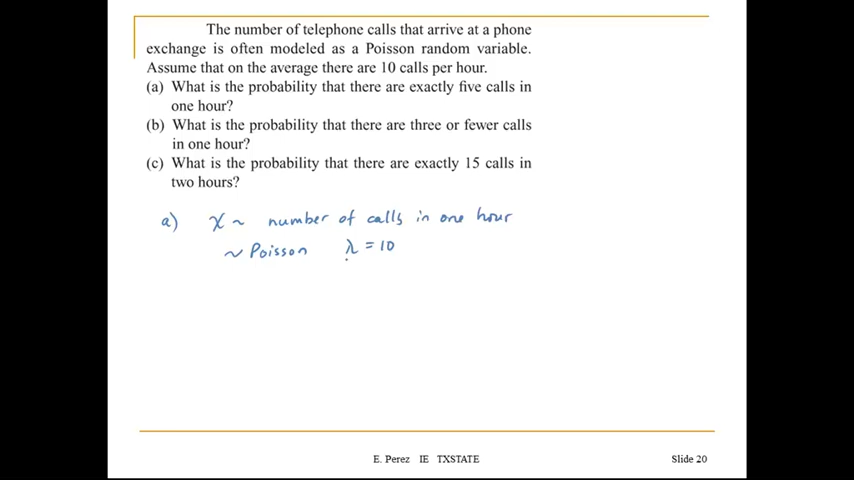 The number of telephone calls that arrive at a phone
exchange is often modeled as a Poisson random variable.
Assume that on the average there are 10 calls per hour.
(a) What is the probability that there are exactly five calls in
one hour?
(b) What is the probability that there are three or fewer calls
in one hour?
(c) What is the probability that there are exactly 15 calls in
two hours?
a) X ~ number of calls in one hour
~ Poisson λ = 10
E. Perez IE TXSTATE
Slide 20